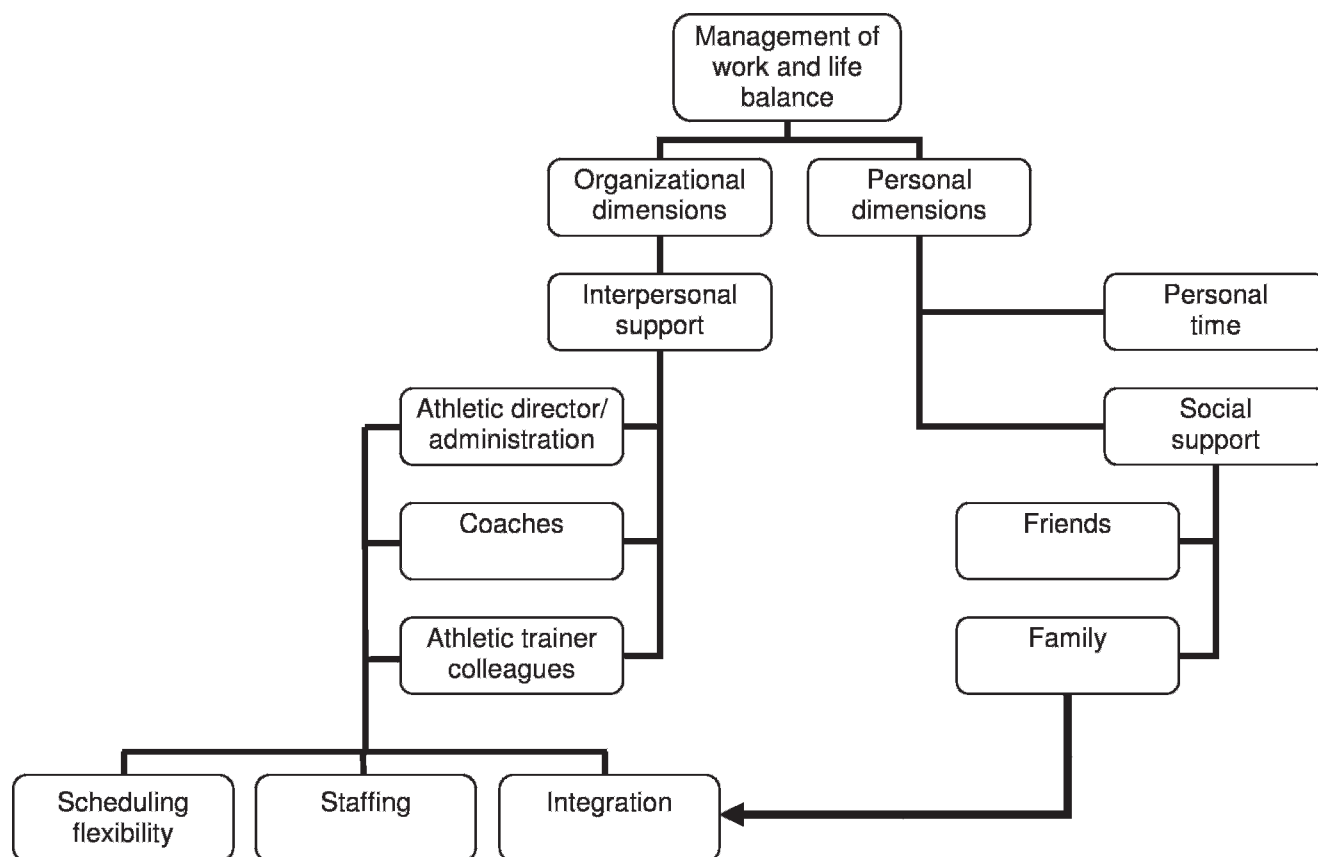 Management of
work and life
balance
Organizational
dimensions
Personal
dimensions
Interpersonal
support
Personal
time
Athletic director/
administration
Social
support
Coaches
Friends
Athletic trainer
colleagues
Family
Scheduling
flexibility
Staffing
Integration